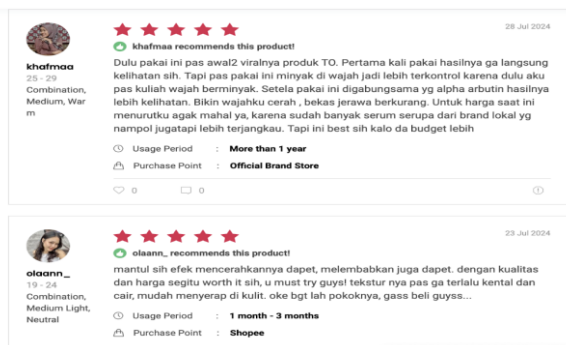 28 Jul 2024
khafmaa recommends this product!
khafmaa
25 - 29
Combination,
Medium, War
m
Dulu pakai ini pas awal2 viralnya produk TO. Pertama kali pakai hasilnya ga langsung
kelihatan sih. Tapi pas pakai ini minyak di wajah jadi lebih terkontrol karena dulu aku
pas kuliah wajah berminyak. Setela pakai ini digabungsama yg alpha arbutin hasilnya
lebih kelihatan. Bikin wajahku cerah , bekas jerawa berkurang. Untuk harga saat ini
menurutku agak mahal ya, karena sudah banyak serum serupa dari brand lokal yg
nampol jugatapi lebih terjangkau. Tapi ini best sih kalo da budget lebih
Usage Period : More than 1 year
Purchase Point : Official Brand Store
0 0
23 Jul 2024
olaann_ recommends this product!
olaann_
19 - 24
Combination,
Medium Light,
Neutral
mantul sih efek mencerahkannya dapet, melembabkan juga dapet. dengan kualitas
dan harga segitu worth it sih, u must try guys! tekstur nya pas ga terlalu kental dan
cair, mudah menyerap di kulit. oke bgt lah pokoknya, gass beli guyss...
Usage Period : 1 month - 3 months
Purchase Point : Shopee